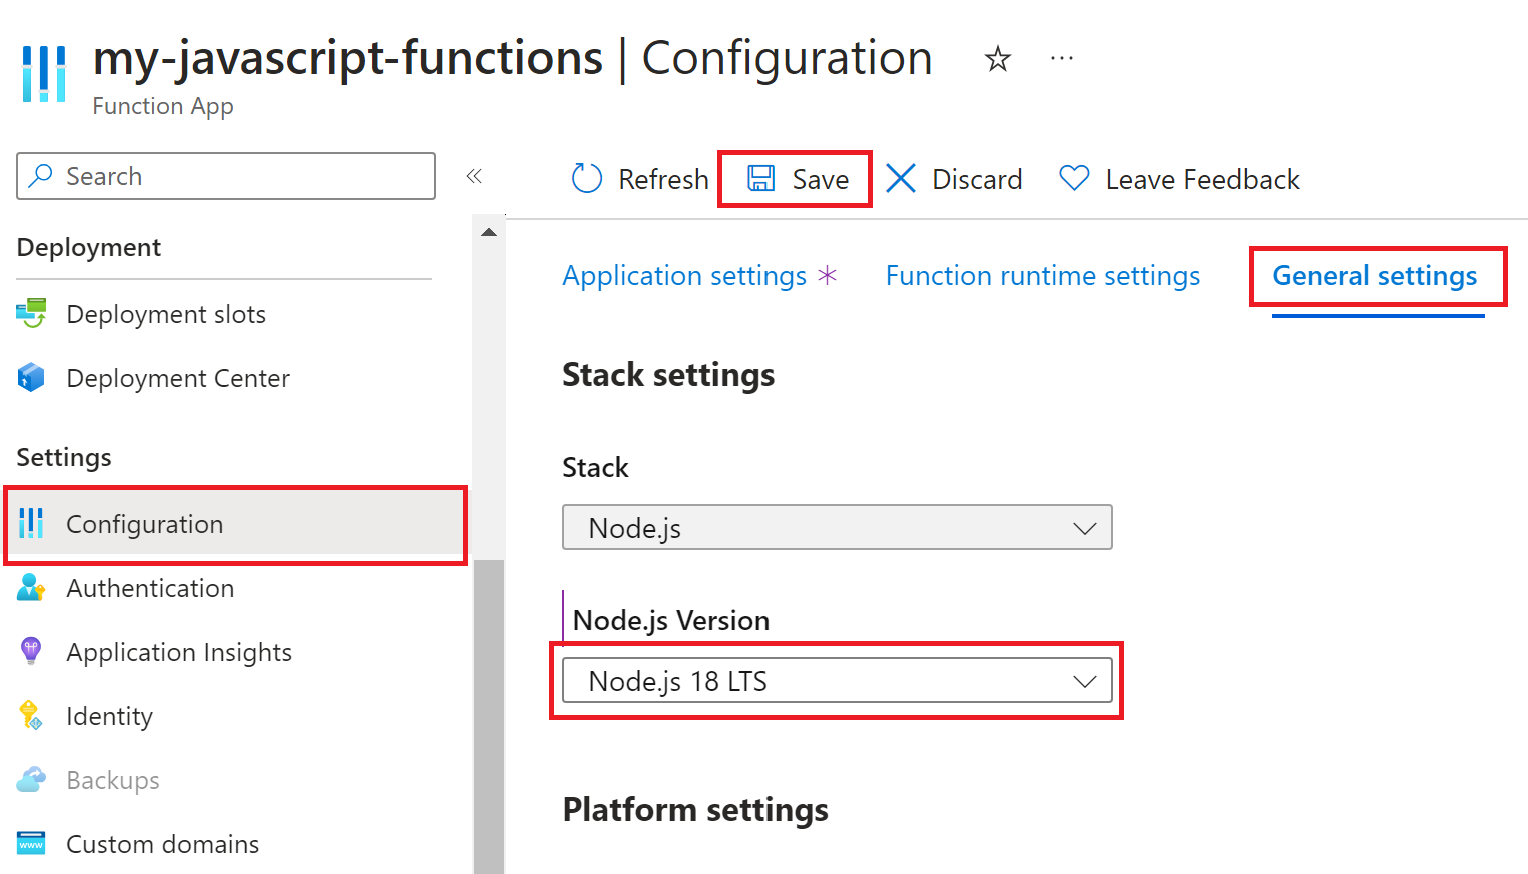 my-javascript-functions | Configuration
Function App
Search
Refresh Save Discard Leave Feedback
Deployment
Deployment slots
Deployment Center
Settings
Configuration
Authentication
Application Insights
Identity
Backups
Custom domains
Application settings * Function runtime settings General settings
Stack settings
Stack
Node.js
Node.js Version
Node.js 18 LTS
Platform settings